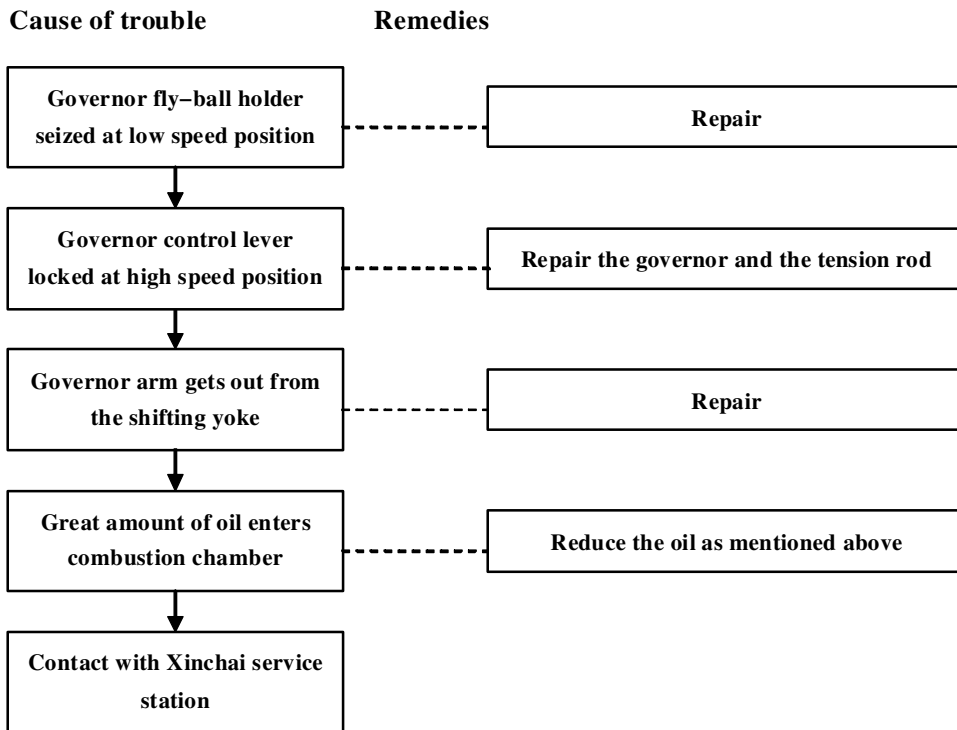 Cause of trouble
Remedies
Governor fly−ball holder
seized at low speed position
Repair
Governor control lever
locked at high speed position
Repair the governor and the tension rod
Governor arm gets out from
the shifting yoke
Repair
Great amount of oil enters
combustion chamber
Reduce the oil as mentioned above
Contact with Xinchai service
station